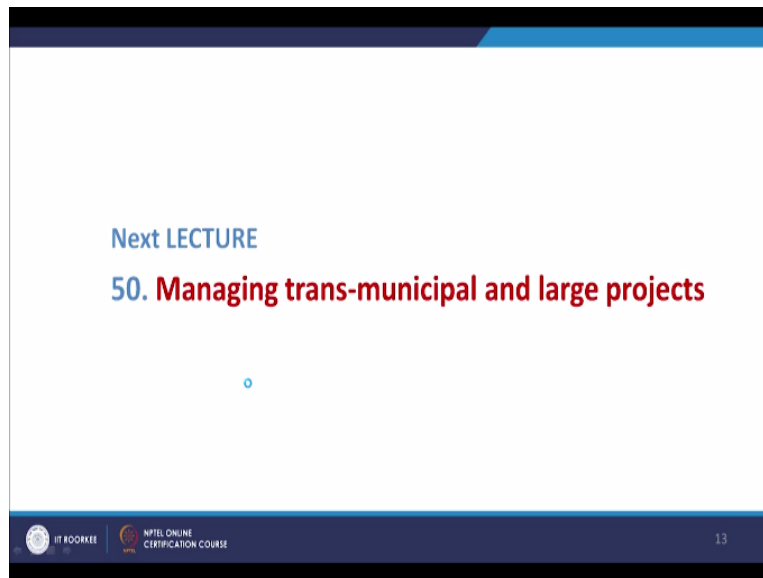 Next LECTURE
50. Managing trans-municipal and large projects
IIT ROORKEE
NPTEL ONLINE
CERTIFICATION COURSE
13